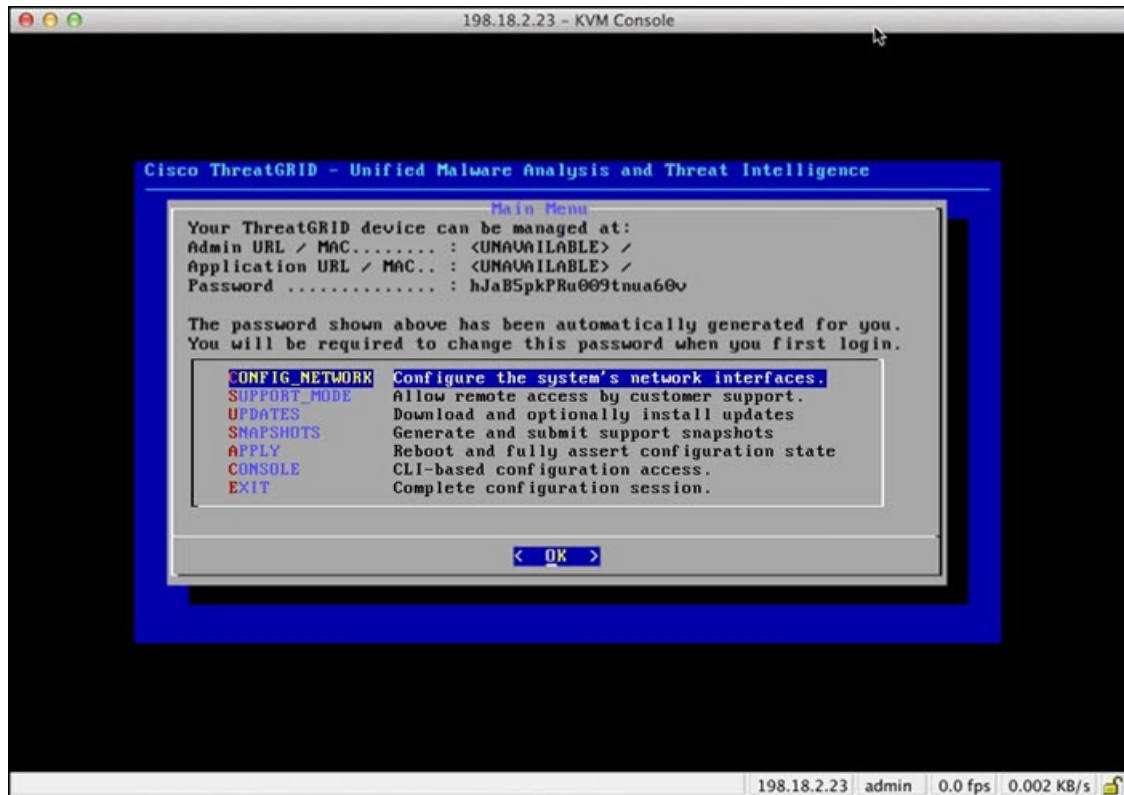 198.18.2.23 - KVM Console
Cisco ThreatGRID - Unified Malware Analysis and Threat Intelligence
Main Menu
Your ThreatGRID device can be managed at:
Admin URL / MAC........ : <UNAVAILABLE> /
Application URL / MAC.. : <UNAVAILABLE> /
Password .............. : hJaB5pkPRu009tnua60v
The password shown above has been automatically generated for you.
You will be required to change this password when you first login.
CONFIG_NETWORK Configure the system's network interfaces.
SUPPORT_MODE Allow remote access by customer support.
UPDATES Download and optionally install updates
SNAPSHOTS Generate and submit support snapshots
APPLY Reboot and fully assert configuration state
CONSOLE CLI-based configuration access.
EXIT Complete configuration session.
< OK >
198.18.2.23 admin 0.0 fps 0.002 KB/s